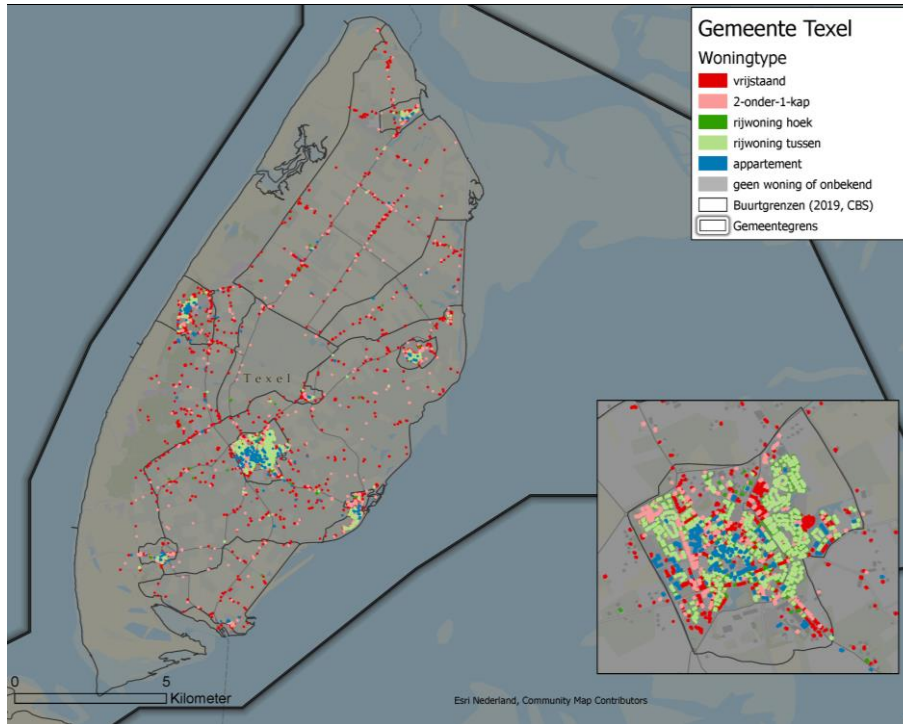 Gemeente Texel
Woningtype
vrijstaand
2-onder-1-kap
rijwoning hoek
rijwoning tussen
appartement
geen woning of onbekend
Buurtgrenzen (2019, CBS)
Gemeentegrens
Texel
0 5
Kilometer
Esri Nederland, Community Map Contributors